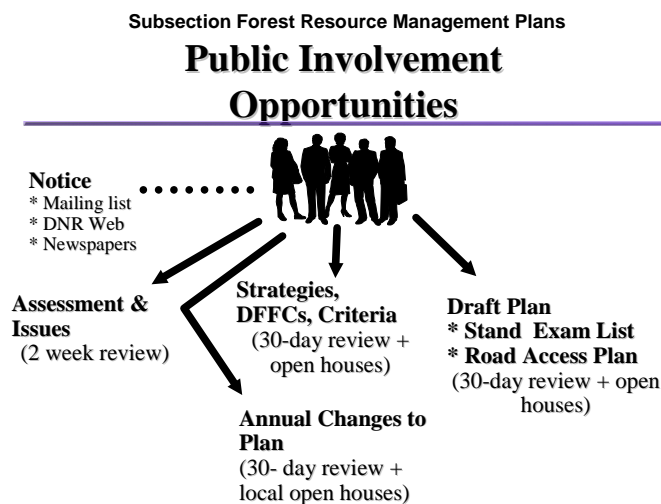 Subsection Forest Resource Management Plans
Public Involvement
Opportunities
Notice
* Mailing list
* DNR Web
* Newspapers
Assessment &
Issues
(2 week review)
Strategies,
DFFCs, Criteria
(30-day review +
open houses)
Draft Plan
* Stand Exam List
* Road Access Plan
(30-day review + open
houses)
Annual Changes to
Plan
(30- day review +
local open houses)